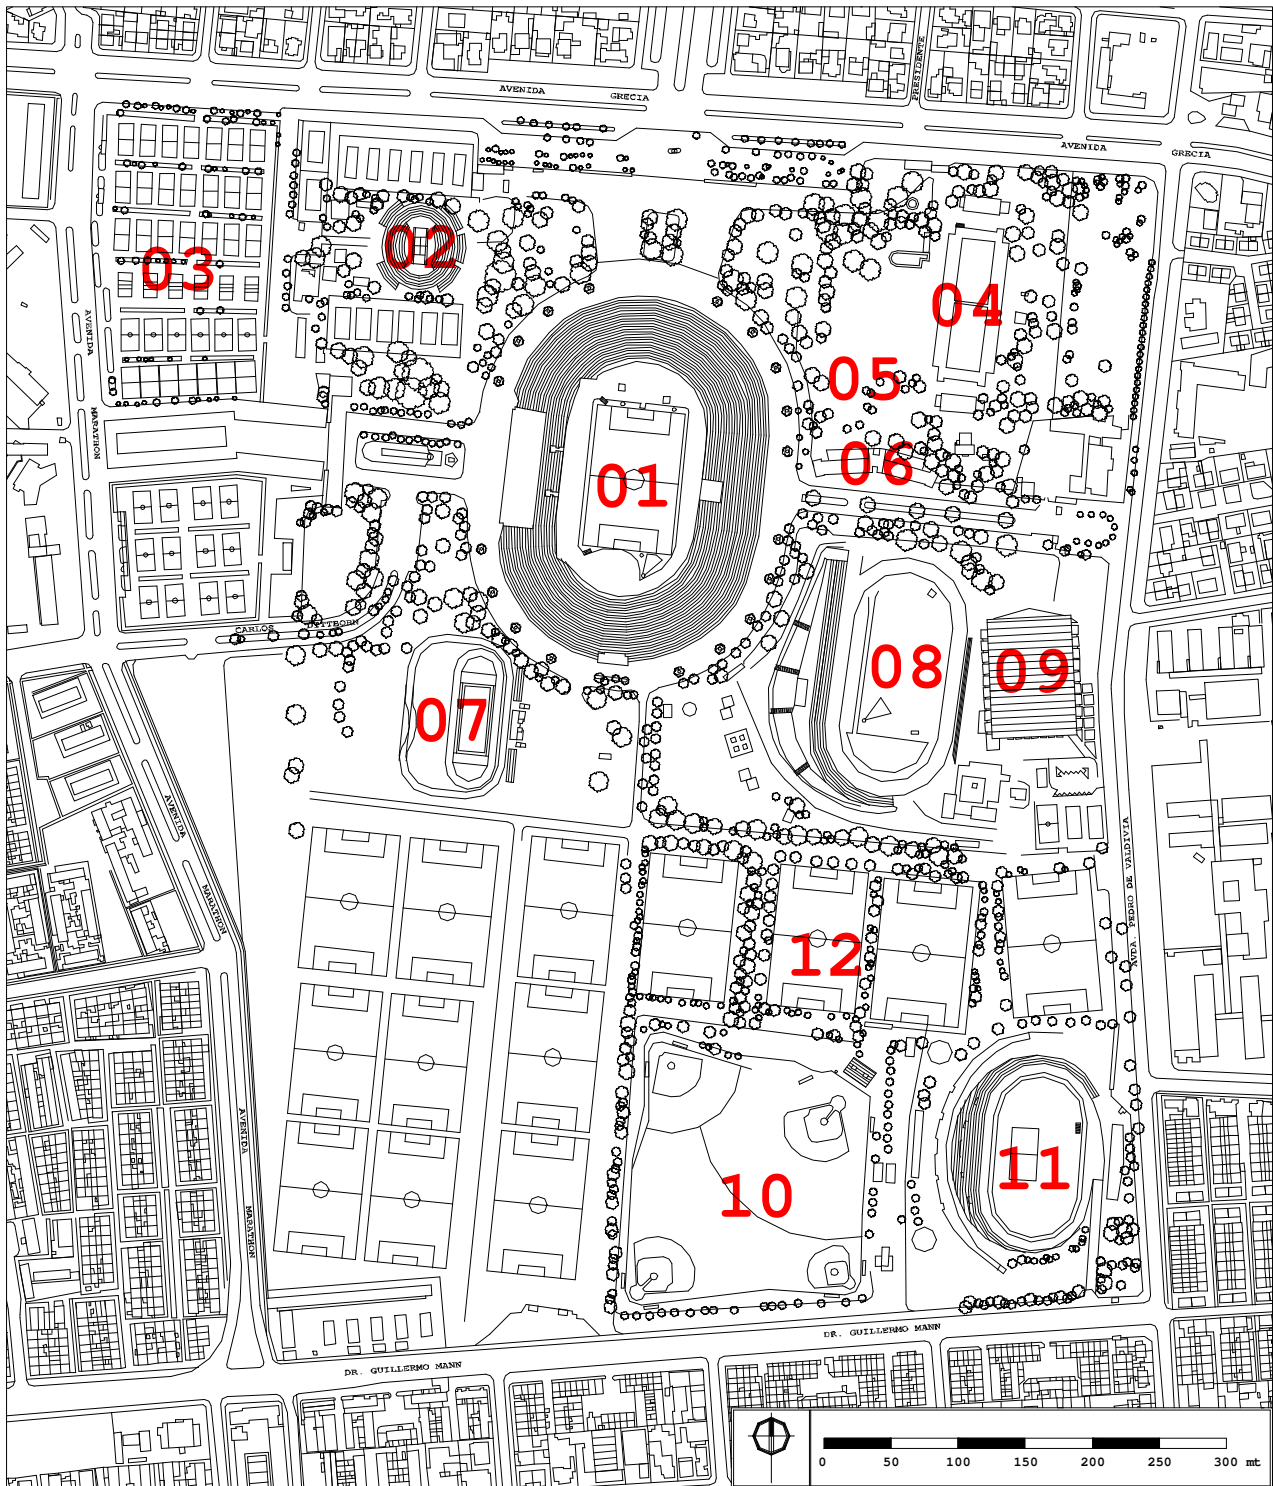 PRESIDENTE
AVENIDA
GRECIA
AVENIDA
GRECIA
02
03
04
AVENIDA
05
MARATHON
06
01
CARLOS
DITTBORN
08
09
07
AVENIDA
AVDA. PEDRO DE VALDIVIA
MARATHON
12
AVENIDA
11
10
MARATHON
DR. GUILLERMO MANN
DR. GUILLERMO MANN
0 50 100 150 200 250 300 mt